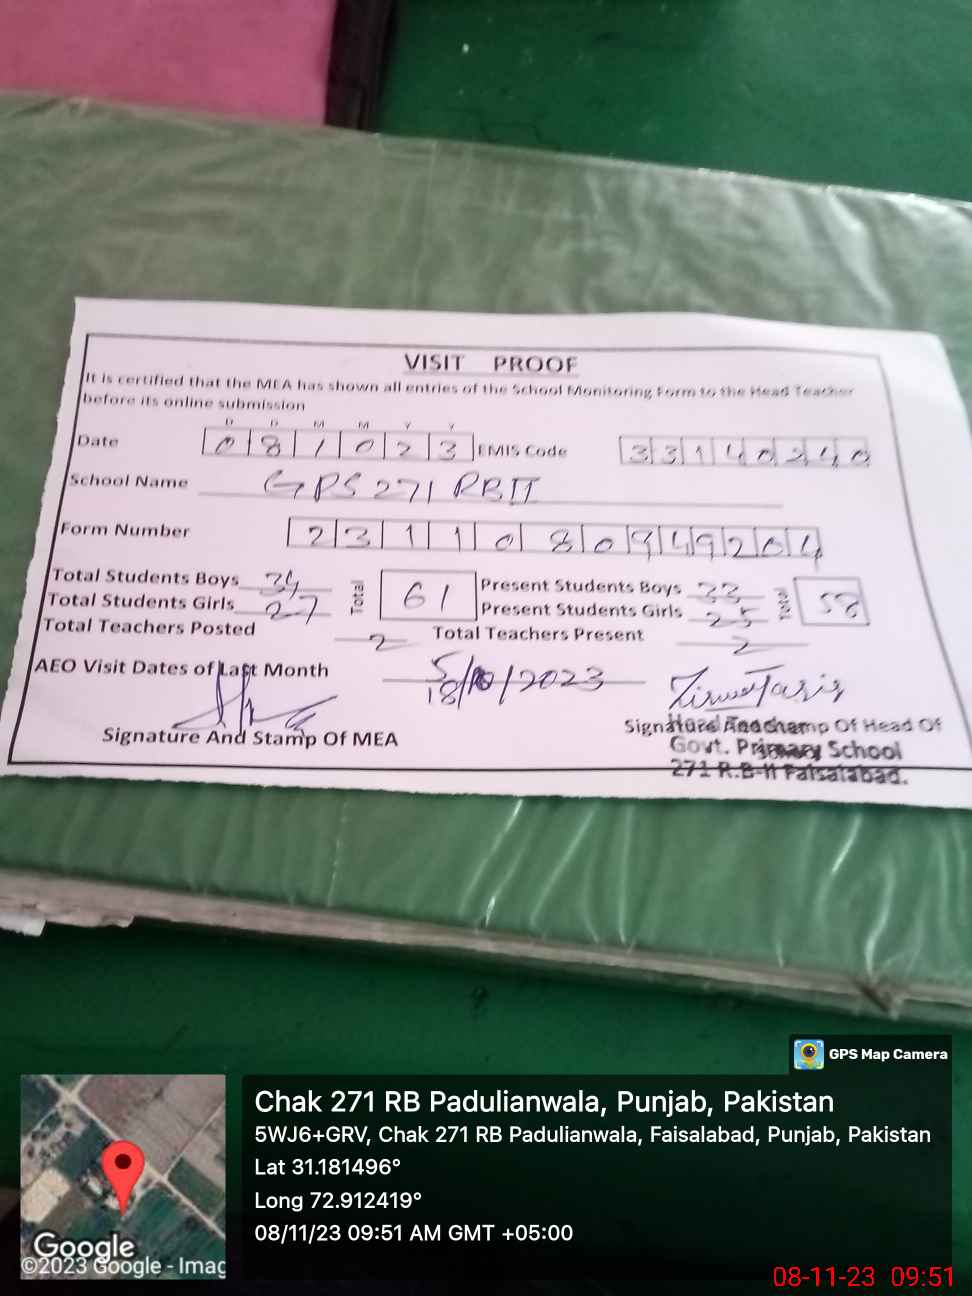 VISIT PROOF
It is certified that the MEA has shown all entries of the School Monitoring Form to the Head Teacher
before its online submission
D D M M Y Y
Date 0 8 1 0 2 3 EMIS Code 3 3 1 4 0 2 4 0
School Name GPS 271 RB II
Form Number 2 3 1 1 0 8 0 9 4 9 2 0 4
Total Students Boys 34 Total 61 Present Students Boys 33 Total 58
Total Students Girls 27 Present Students Girls 25
Total Teachers Posted 2 Total Teachers Present 2
AEO Visit Dates of Last Month 5/10/2023
18
Signature And Stamp Of MEA
Signature And Stamp Of Head Of
Head Teacher
Govt. Primary School
271 R.B-II Faisalabad.
GPS Map Camera
Chak 271 RB Padulianwala, Punjab, Pakistan
5WJ6+GRV, Chak 271 RB Padulianwala, Faisalabad, Punjab, Pakistan
Lat 31.181496°
Long 72.912419°
08/11/23 09:51 AM GMT +05:00
Google
©2023 Google - Imag
08-11-23 09:51